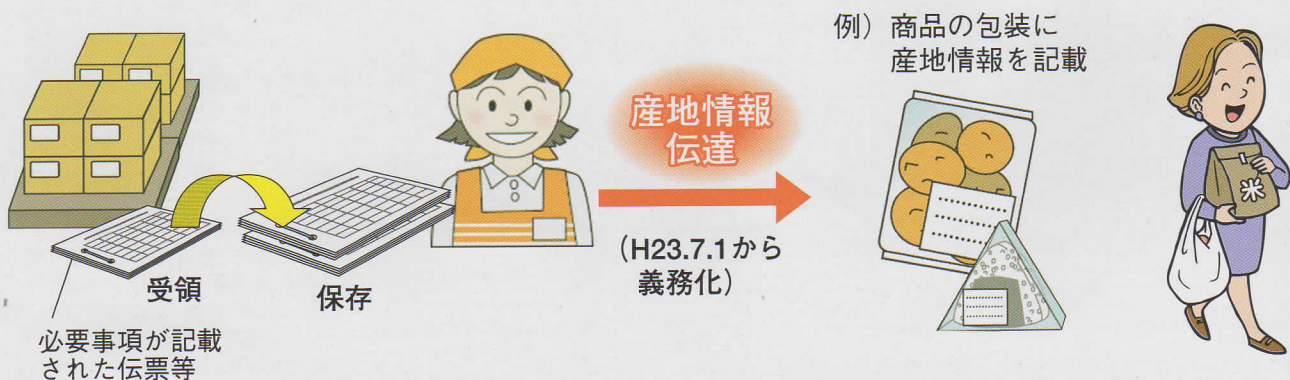 必要事項が記載
された伝票等
受領
保存
産地情報
伝達
（H23.7.1から
義務化）
例）商品の包装に
産地情報を記載
米